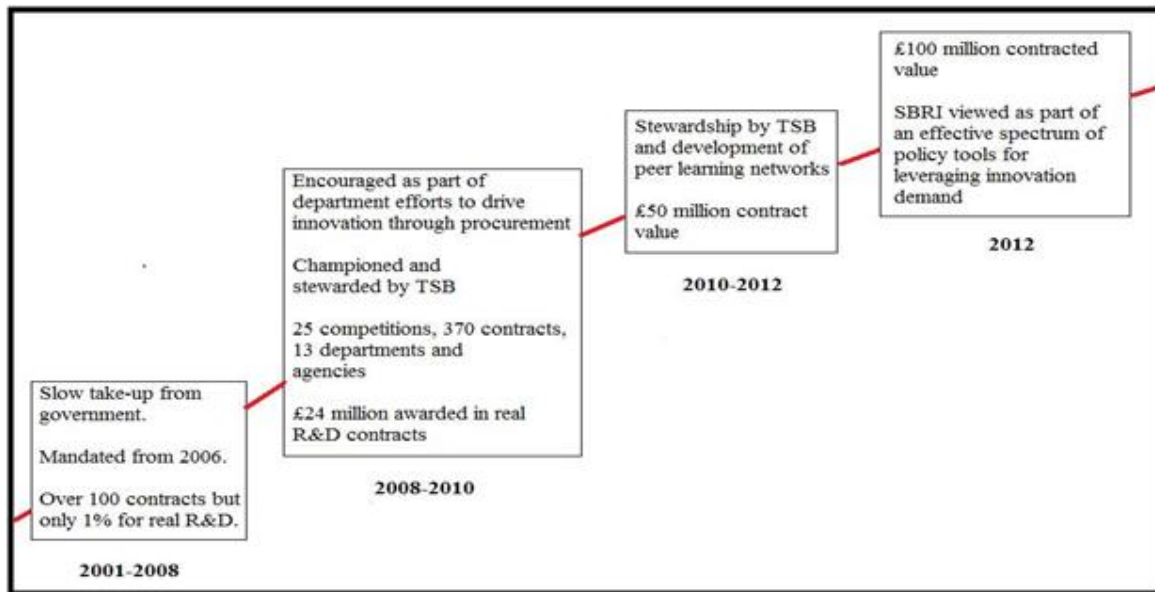 Slow take-up from
government.
Mandated from 2006.
Over 100 contracts but
only 1% for real R&D.
2001-2008
Encouraged as part of
department efforts to drive
innovation through procurement
Championed and
stewarded by TSB
25 competitions, 370 contracts,
13 departments and
agencies
£24 million awarded in real
R&D contracts
2008-2010
Stewardship by TSB
and development of
peer learning networks
£50 million contract
value
2010-2012
£100 million contracted
value
SBRI viewed as part of
an effective spectrum of
policy tools for
leveraging innovation
demand
2012